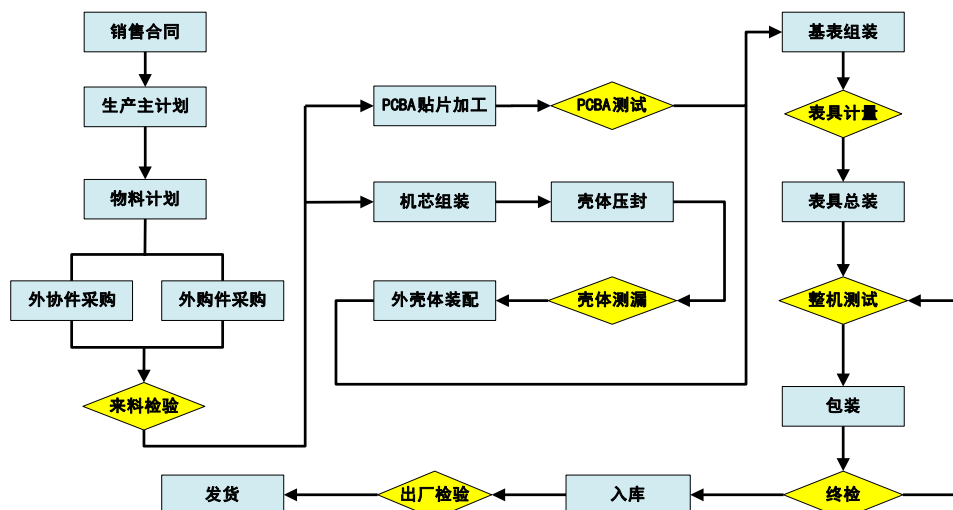 销售合同
生产主计划
物料计划
外协件采购
外购件采购
来料检验
PCBA贴片加工
PCBA测试
机芯组装
壳体压封
外壳体装配
壳体测漏
基表组装
表具计量
表具总装
整机测试
包装
终检
入库
出厂检验
发货